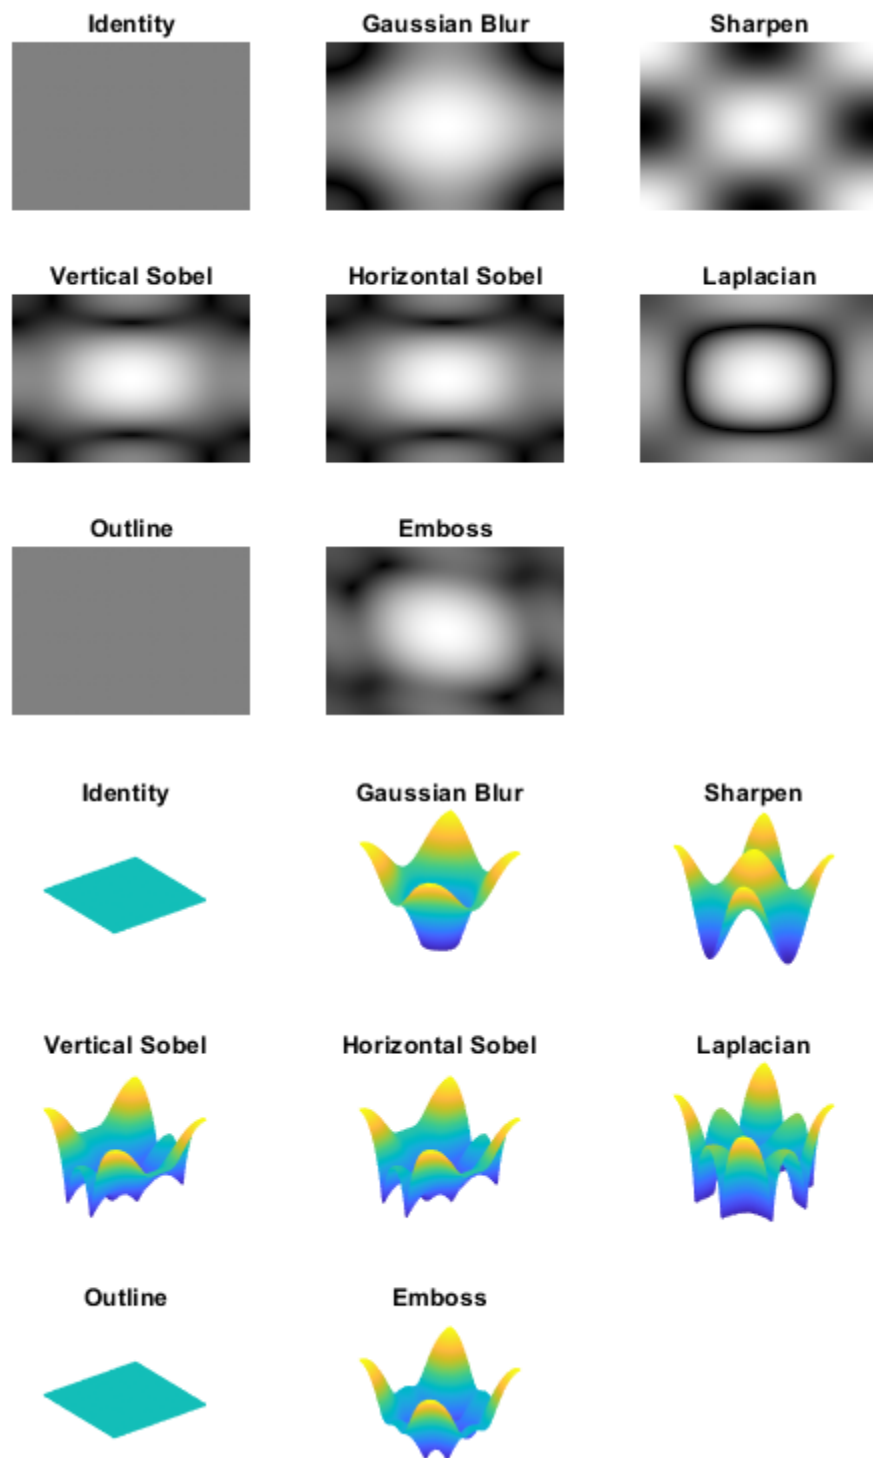 Identity
Gaussian Blur
Sharpen
Vertical Sobel
Horizontal Sobel
Laplacian
Outline
Emboss
Identity
Gaussian Blur
Sharpen
Vertical Sobel
Horizontal Sobel
Laplacian
Outline
Emboss